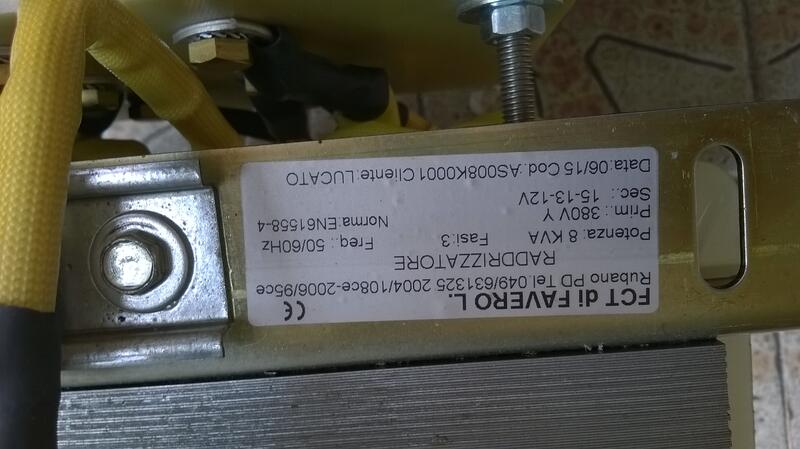 FCT di FAVERO L.
Rubano PD Tel.049/631325 2004/108ce-2006/95ce
RADDRIZZATORE
Potenza: 8 KVA Fasi:3 Freq.: 50/60Hz
Prim.: 380V Y Norma:EN61558-4
Sec.: 15-13-12V
Data:06/15 Cod.:AS008K0001 Cliente:LUCATO
CE